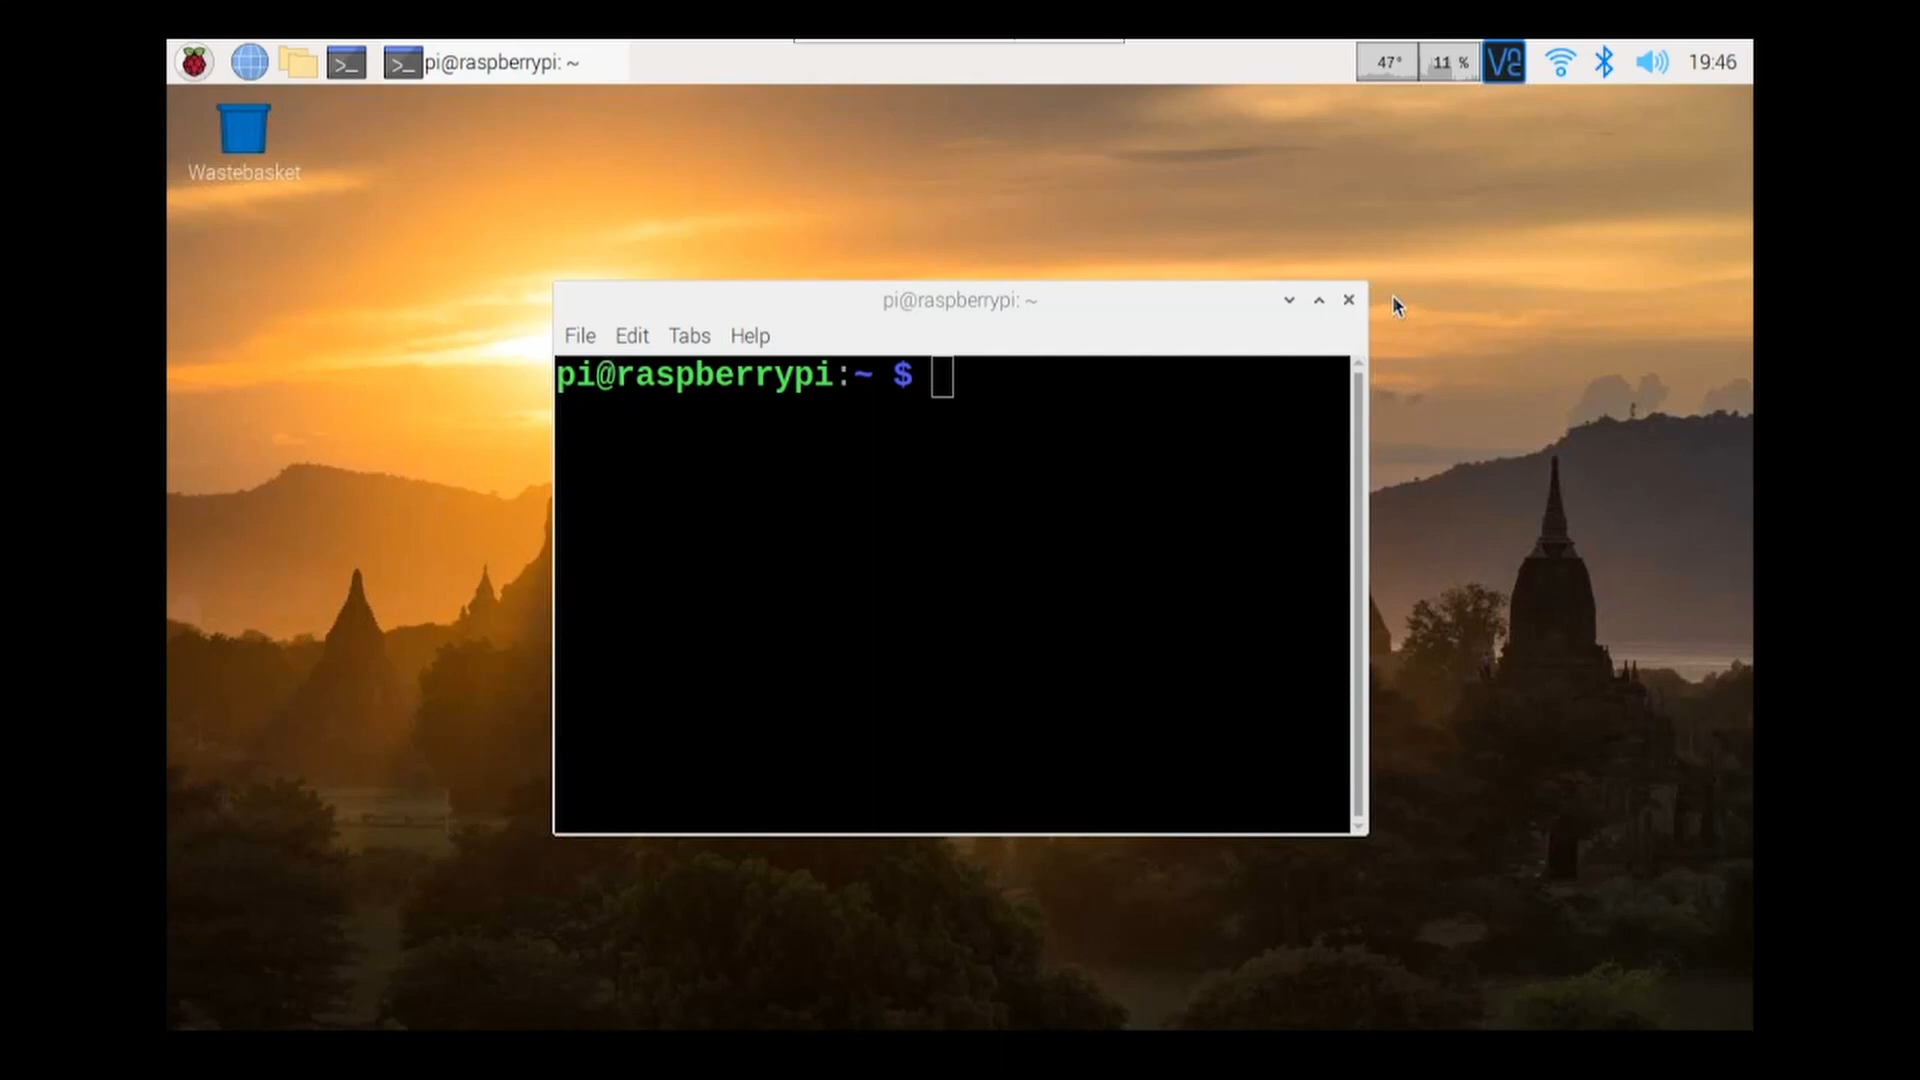 pi@raspberrypi: ~
47°
11 %
19:46
Wastebasket
pi@raspberrypi: ~
File Edit Tabs Help
pi@raspberrypi:~ $